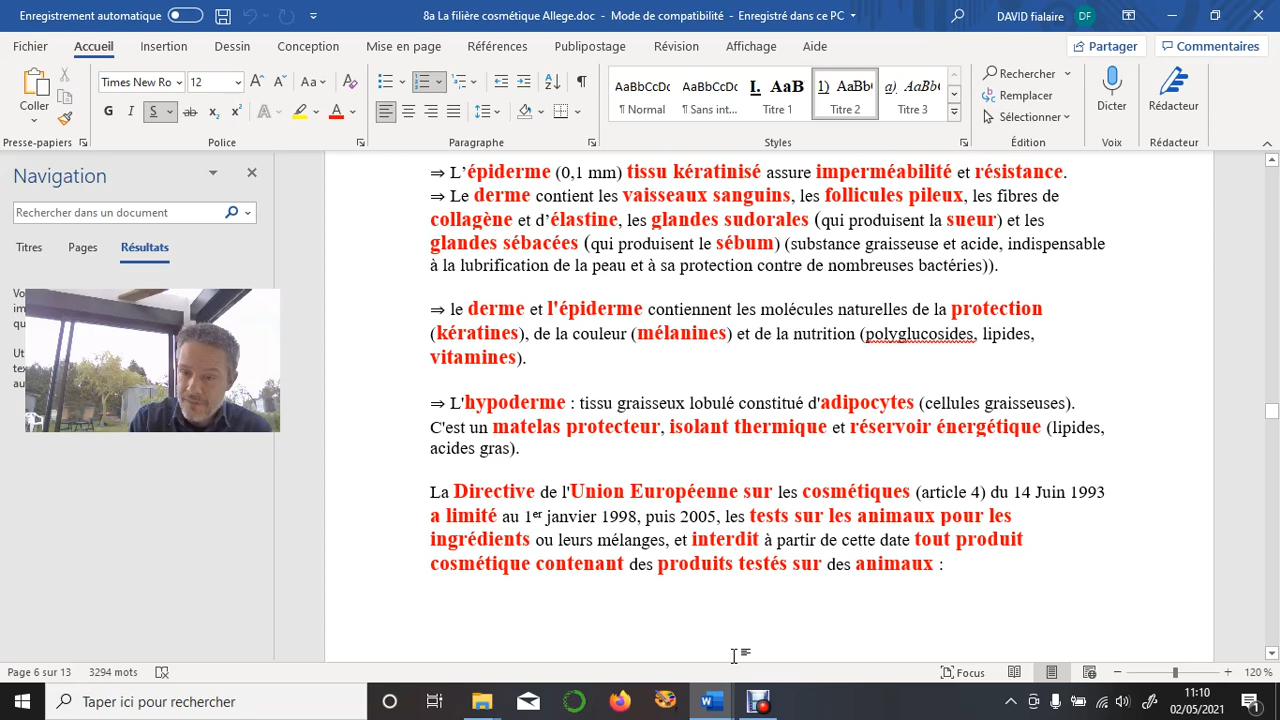 Enregistrement automatique
8a La filière cosmétique Allege.doc - Mode de compatibilité - Enregistré dans ce PC
DAVID fialaire
DF
Fichier Accueil Insertion Dessin Conception Mise en page Références Publipostage Révision Affichage Aide
Partager
Commentaires
Coller
Times New Ro 12
G I S ab x₂ x²
AaBbCcDc AaBbCcDc I. AaB 1) AaBb( a) AaBb(
¶ Normal ¶ Sans int... Titre 1 ¶ Titre 2 ¶ Titre 3
Rechercher
Remplacer
Sélectionner
Dicter
Rédacteur
Presse-papiers Police Paragraphe Styles Voix Rédacteur
Navigation
Rechercher dans un document
Titres Pages Résultats
⇒ L’épiderme (0,1 mm) tissu kératinisé assure imperméabilité et résistance.
⇒ Le derme contient les vaisseaux sanguins, les follicules pileux, les fibres de
collagène et d’élastine, les glandes sudorales (qui produisent la sueur) et les
glandes sébacées (qui produisent le sébum) (substance graisseuse et acide, indispensable
à la lubrification de la peau et à sa protection contre de nombreuses bactéries)).
⇒ le derme et l'épiderme contiennent les molécules naturelles de la protection
(kératines), de la couleur (mélanines) et de la nutrition (polyglucosides, lipides,
vitamines).
⇒ L'hypoderme : tissu graisseux lobulé constitué d'adipocytes (cellules graisseuses).
C'est un matelas protecteur, isolant thermique et réservoir énergétique (lipides,
acides gras).
La Directive de l'Union Européenne sur les cosmétiques (article 4) du 14 Juin 1993
a limité au 1er janvier 1998, puis 2005, les tests sur les animaux pour les
ingrédients ou leurs mélanges, et interdit à partir de cette date tout produit
cosmétique contenant des produits testés sur des animaux :
Page 6 sur 13 3294 mots
Focus
120 %
Taper ici pour rechercher
11:10
02/05/2021